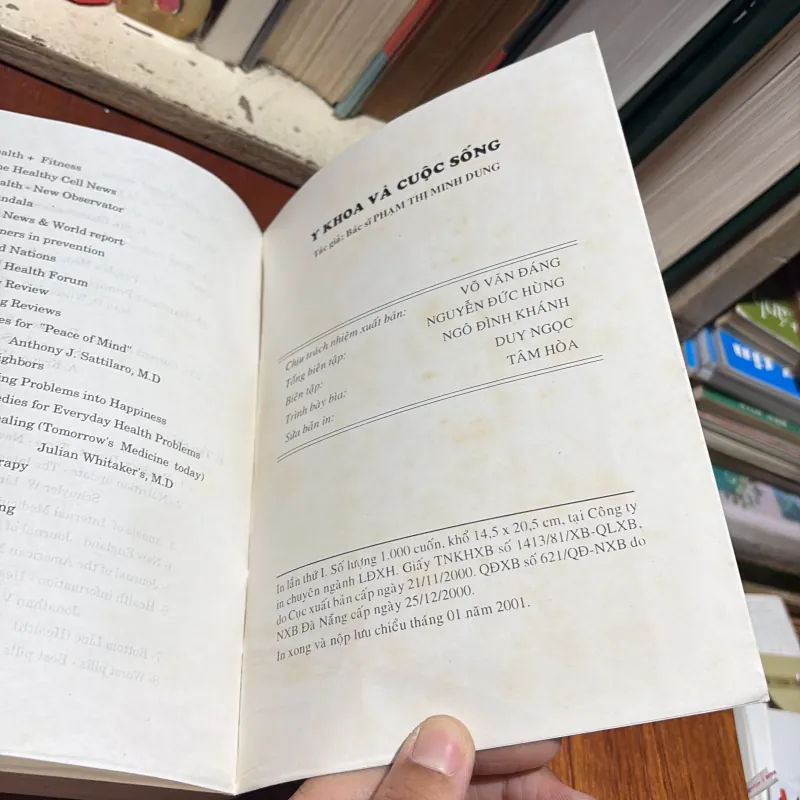 alth + Fitness
ne Healthy Cell News
alth - New Observator
ndala
News & World report
ners in prevention
d Nations
Health Forum
g Review
ng Reviews
es for "Peace of Mind"
Anthony J. Sattilaro, M.D
ighbors
ing Problems into Happiness
edies for Everyday Health Problems
ealing (Tomorrow's Medicine today)
Julian Whitaker's, M.D
rapy
ng
Y KHOA VÀ CUỘC SỐNG
Tác giả: Bác sĩ PHẠM THỊ MINH DUNG
Chịu trách nhiệm xuất bản: VÕ VĂN ĐÁNG
Tổng biên tập: NGUYỄN ĐỨC HÙNG
Biên tập: NGÔ ĐÌNH KHÁNH
Trình bày bìa: DUY NGỌC
Sửa bản in: TÂM HÒA
In lần thứ I. Số lượng 1.000 cuốn, khổ 14,5 x 20,5 cm, tại Công ty
in chuyên ngành LĐXH. Giấy TNKHXB số 1413/81/XB-QLXB,
do Cục xuất bản cấp ngày 21/11/2000. QĐXB số 621/QĐ-NXB do
NXB Đà Nẵng cấp ngày 25/12/2000.
In xong và nộp lưu chiểu tháng 01 năm 2001.